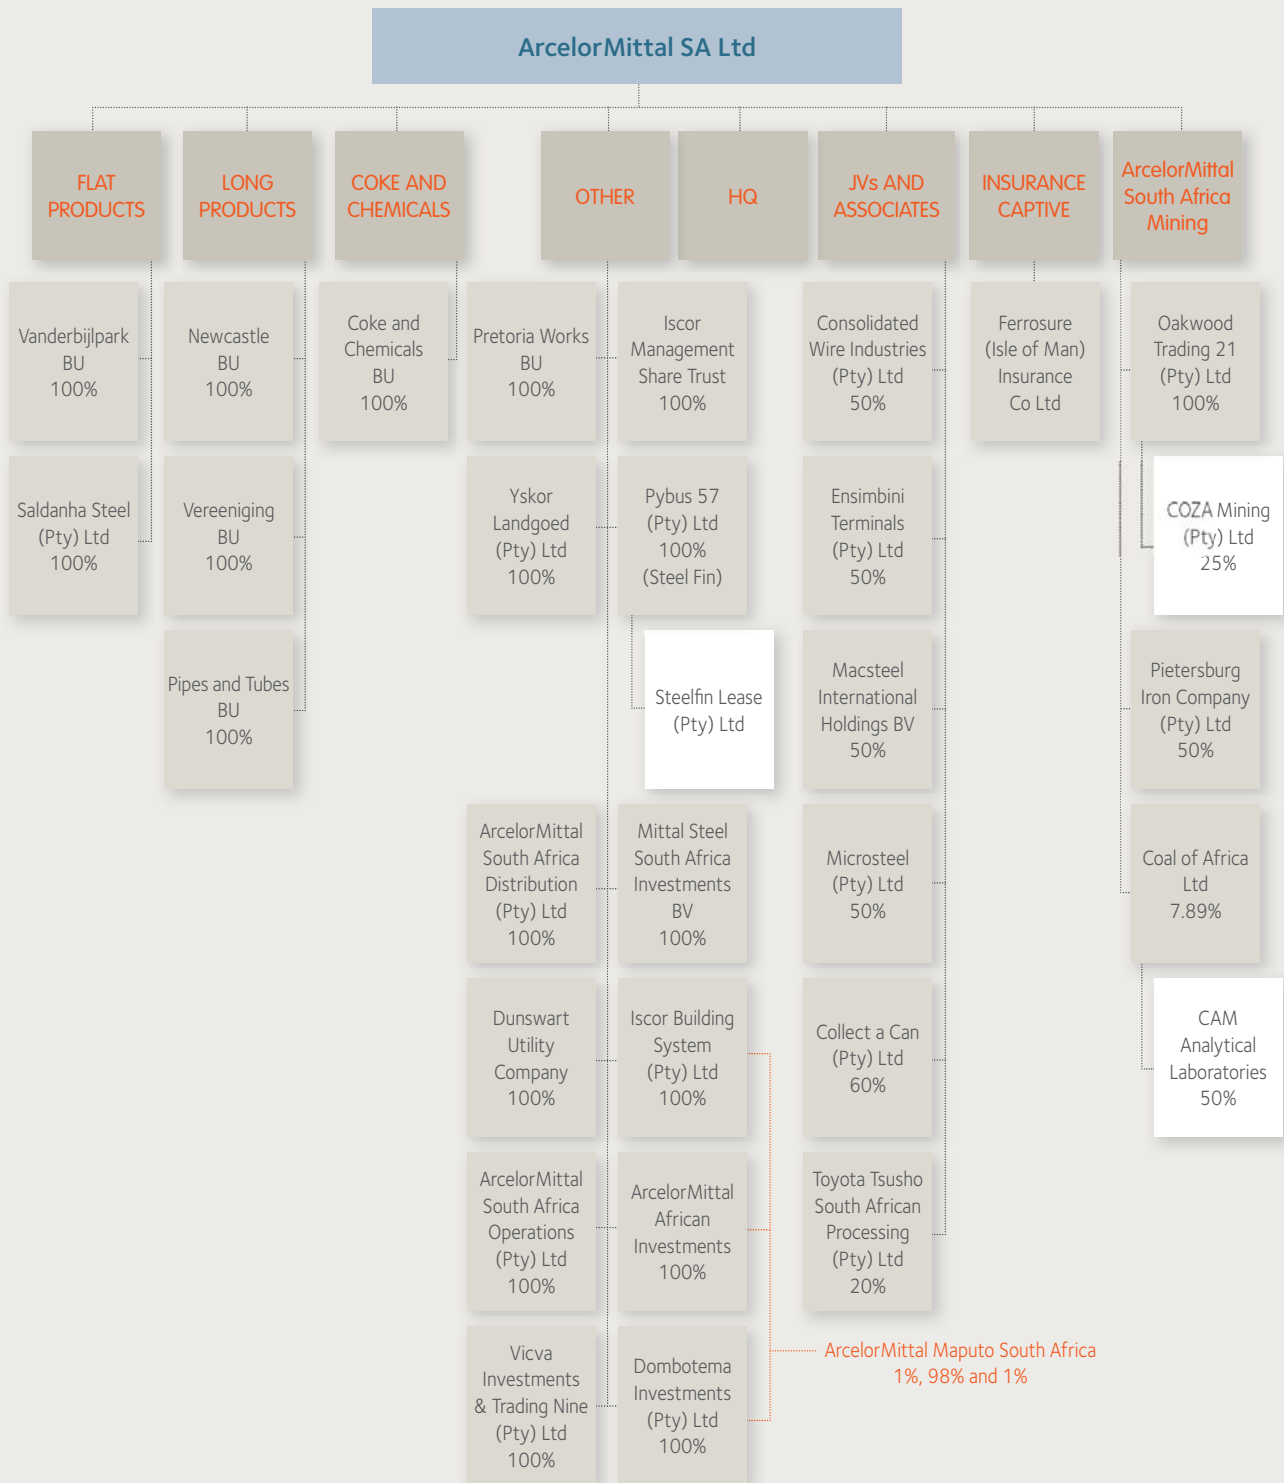 ArcelorMittal SA Ltd
FLAT
PRODUCTS
LONG
PRODUCTS
COKE AND
CHEMICALS
OTHER
HQ
JVs AND
ASSOCIATES
INSURANCE
CAPTIVE
ArcelorMittal
South Africa
Mining
Vanderbijlpark
BU
100%
Newcastle
BU
100%
Coke and
Chemicals
BU
100%
Pretoria Works
BU
100%
Iscor
Management
Share Trust
100%
Consolidated
Wire Industries
(Pty) Ltd
50%
Ferrosure
(Isle of Man)
Insurance
Co Ltd
Oakwood
Trading 21
(Pty) Ltd
100%
Saldanha Steel
(Pty) Ltd
100%
Vereeniging
BU
100%
Yskor
Landgoed
(Pty) Ltd
100%
Pybus 57
(Pty) Ltd
100%
(Steel Fin)
Ensimbini
Terminals
(Pty) Ltd
50%
COZA Mining
(Pty) Ltd
25%
Pipes and Tubes
BU
100%
Steelfin Lease
(Pty) Ltd
Macsteel
International
Holdings BV
50%
Pietersburg
Iron Company
(Pty) Ltd
50%
ArcelorMittal
South Africa
Distribution
(Pty) Ltd
100%
Mittal Steel
South Africa
Investments
BV
100%
Microsteel
(Pty) Ltd
50%
Coal of Africa
Ltd
7.89%
Dunswart
Utility
Company
100%
Iscor Building
System
(Pty) Ltd
100%
Collect a Can
(Pty) Ltd
60%
CAM
Analytical
Laboratories
50%
ArcelorMittal
South Africa
Operations
(Pty) Ltd
100%
ArcelorMittal
African
Investments
100%
Toyota Tsusho
South African
Processing
(Pty) Ltd
20%
Vicva
Investments
& Trading Nine
(Pty) Ltd
100%
Dombotema
Investments
(Pty) Ltd
100%
ArcelorMittal Maputo South Africa
1%, 98% and 1%